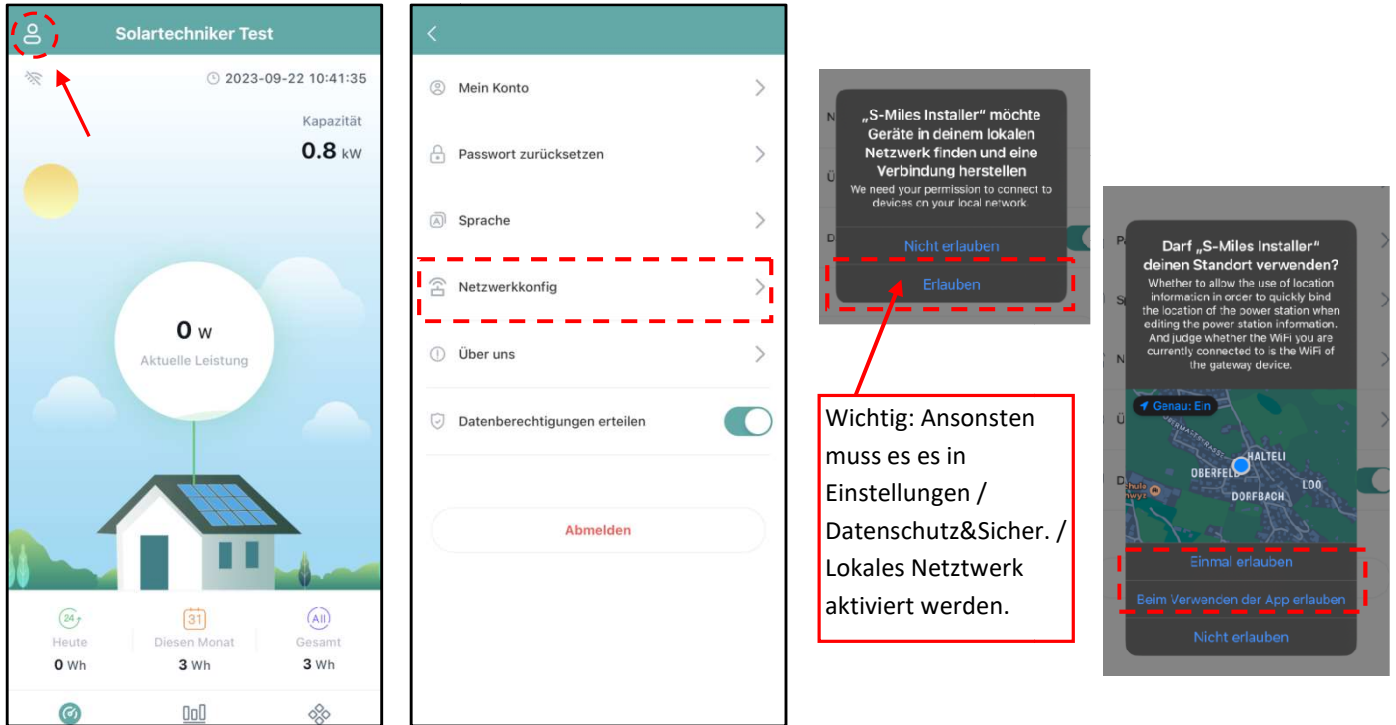 Solartechniker Test
2023-09-22 10:41:35
Kapazität
0.8 kW
0 W
Aktuelle Leistung
24
Heute
0 Wh
31
Diesen Monat
3 Wh
All
Gesamt
3 Wh
Mein Konto
Passwort zurücksetzen
A
Sprache
Netzwerkkonfig
Über uns
Datenberechtigungen erteilen
Abmelden
N
Ü
D
„S-Miles Installer" möchte
Geräte in deinem lokalen
Netzwerk finden und eine
Verbindung herstellen
We need your permission to connect to
devices on your local network.
Nicht erlauben
Erlauben
Wichtig: Ansonsten
muss es es in
Einstellungen /
Datenschutz&Sicher. /
Lokales Netztwerk
aktiviert werden.
Darf „S-Miles Installer"
deinen Standort verwenden?
Whether to allow the use of location
information in order to quickly bind
the location of the power station when
editing the power station information.
And judge whether the WiFi you are
currently connected to is the WiFi of
the gateway device.
Genau: Ein
HALTELI
OBERFELD
LOO
DORFBACH
Einmal erlauben
Beim Verwenden der App erlauben
Nicht erlauben